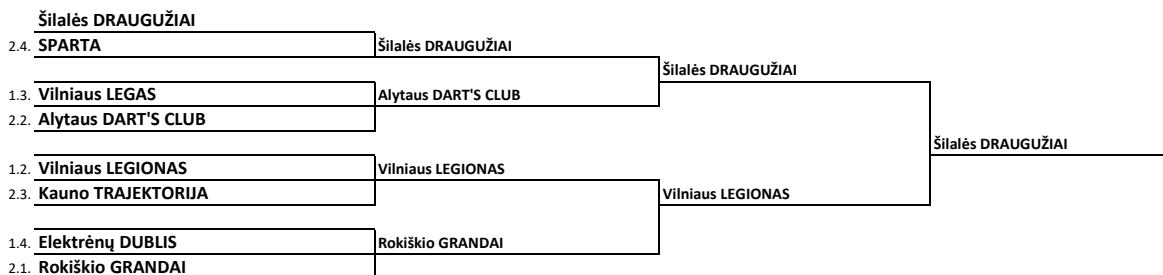 Šilalės DRAUGUŽIAI
2.4. SPARTA
Šilalės DRAUGUŽIAI
Šilalės DRAUGUŽIAI
1.3. Vilniaus LEGAS
Alytaus DART'S CLUB
2.2. Alytaus DART'S CLUB
Šilalės DRAUGUŽIAI
1.2. Vilniaus LEGIONAS
Vilniaus LEGIONAS
2.3. Kauno TRAJEKTORIJA
Vilniaus LEGIONAS
1.4. Elektrėnų DUBLIS
Rokiškio GRANDAI
2.1. Rokiškio GRANDAI